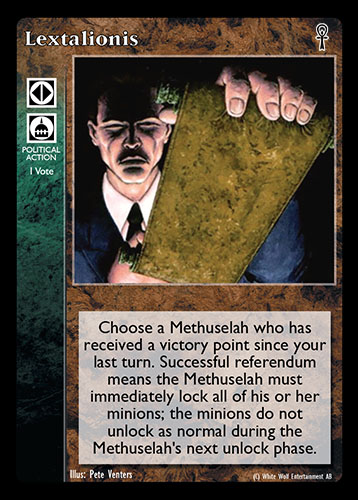 Lextalionis
POLITICAL
ACTION
1 Vote
Choose a Methuselah who has
received a victory point since your
last turn. Successful referendum
means the Methuselah must
immediately lock all of his or her
minions; the minions do not
unlock as normal during the
Methuselah's next unlock phase.
Illus: Pete Venters
(C) White Wolf Entertainment AB